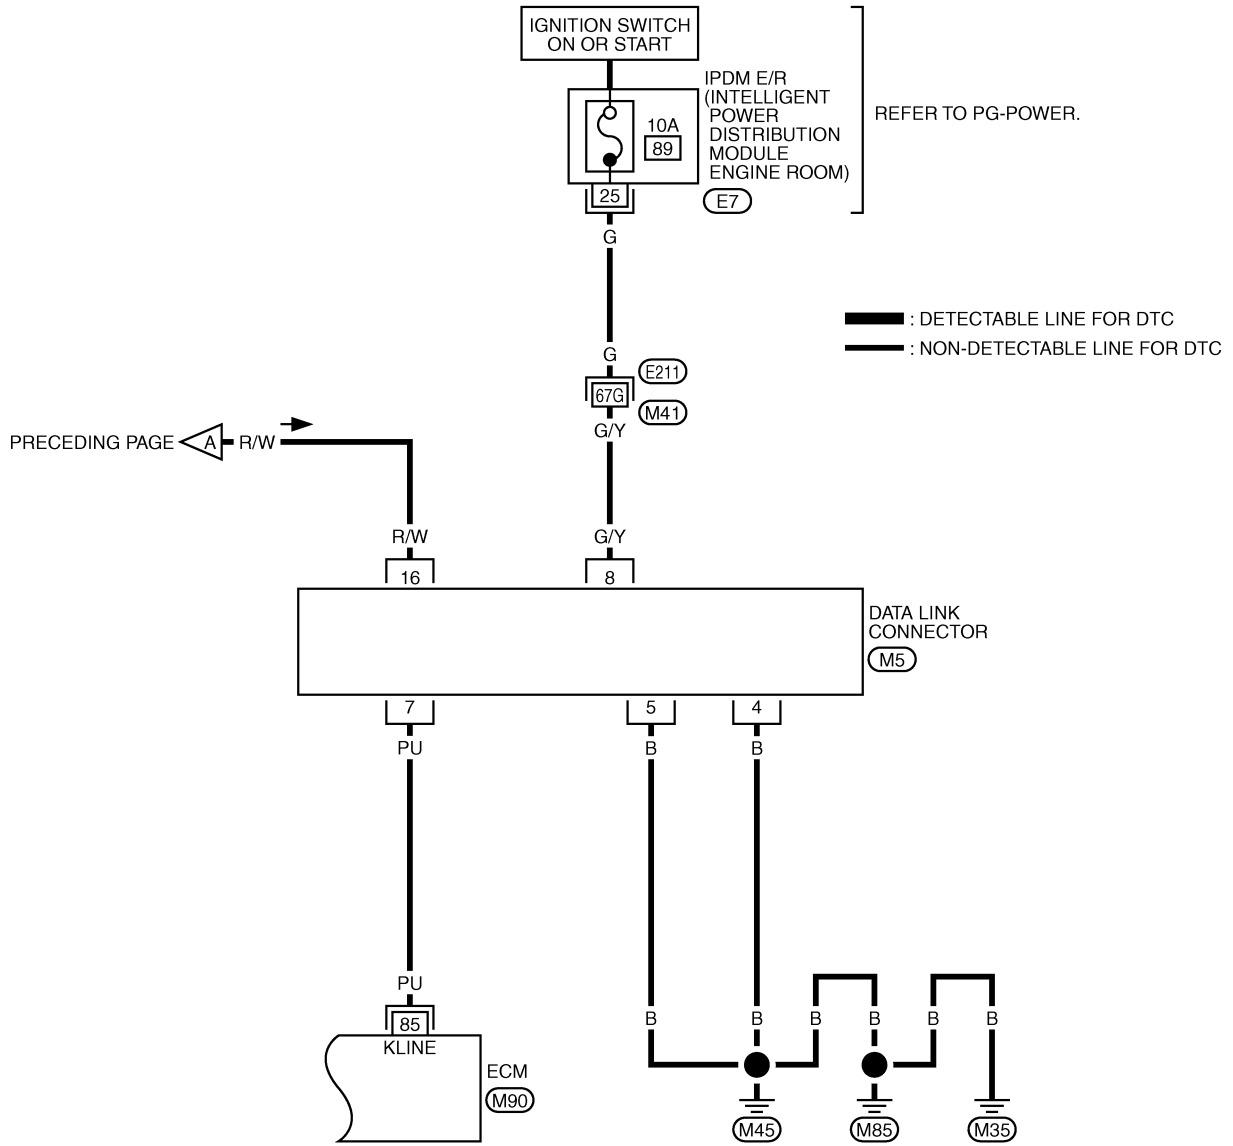 IGNITION SWITCH
ON OR START
IPDM E/R
(INTELLIGENT
POWER
DISTRIBUTION
MODULE
ENGINE ROOM)
10A
89
REFER TO PG-POWER.
25
E7
G
: DETECTABLE LINE FOR DTC
: NON-DETECTABLE LINE FOR DTC
G
E211
67G
M41
G/Y
PRECEDING PAGE
A
R/W
R/W
G/Y
16
8
DATA LINK
CONNECTOR
M5
7
5
4
PU
B
B
PU
B
B
B
B
B
B
85
KLINE
ECM
M90
M45
M85
M35